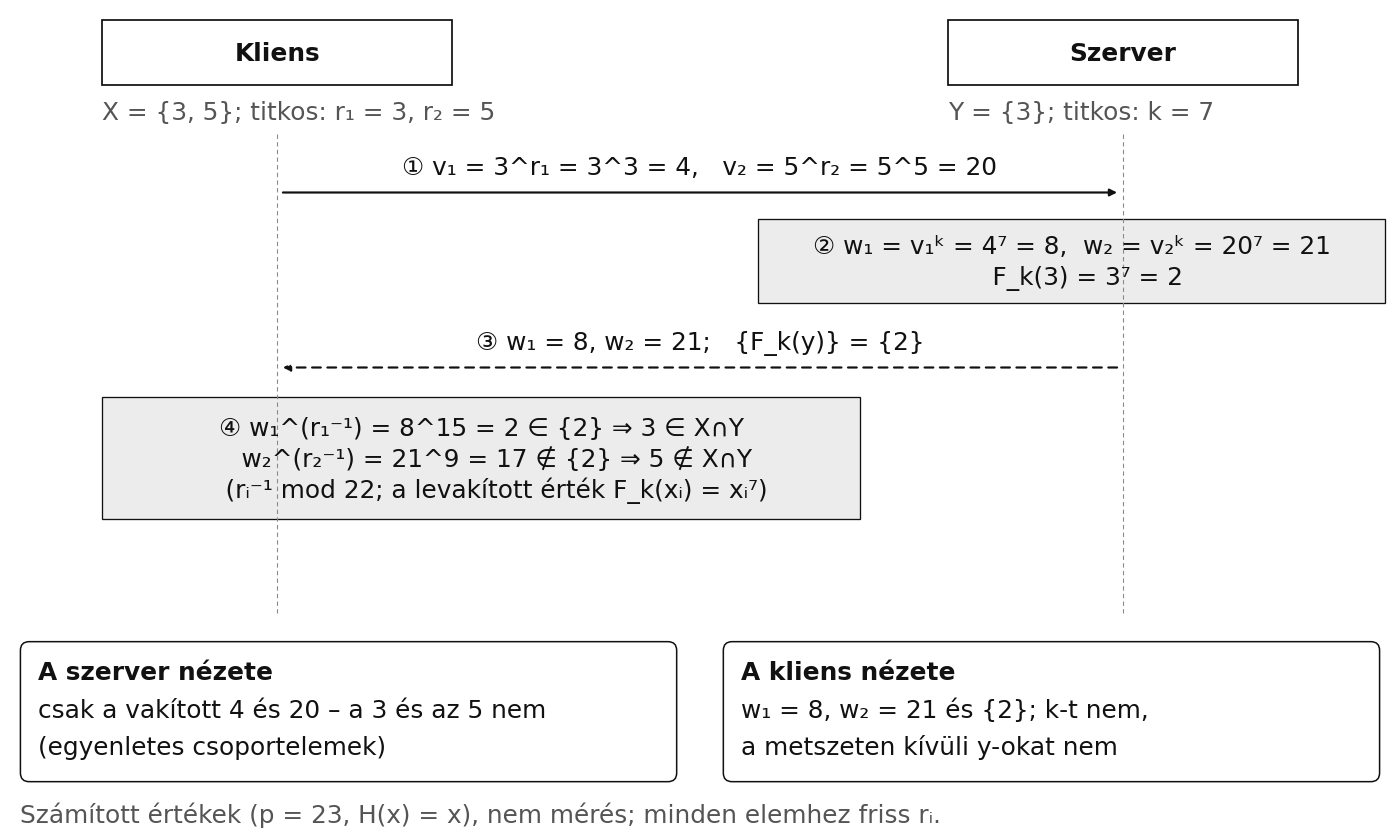 Kliens
Szerver
X = {3, 5}; titkos: r₁ = 3, r₂ = 5
Y = {3}; titkos: k = 7
① v₁ = 3^r₁ = 3^3 = 4,   v₂ = 5^r₂ = 5^5 = 20
② w₁ = v₁ᵏ = 4⁷ = 8,  w₂ = v₂ᵏ = 20⁷ = 21
F_k(3) = 3⁷ = 2
③ w₁ = 8, w₂ = 21;   {F_k(y)} = {2}
④ w₁^(r₁⁻¹) = 8^15 = 2 ∈ {2} ⇒ 3 ∈ X∩Y
w₂^(r₂⁻¹) = 21^9 = 17 ∉ {2} ⇒ 5 ∉ X∩Y
(rᵢ⁻¹ mod 22; a levakított érték F_k(xᵢ) = xᵢ⁷)
A szerver nézete
csak a vakított 4 és 20 – a 3 és az 5 nem
(egyenletes csoportelemek)
A kliens nézete
w₁ = 8, w₂ = 21 és {2}; k-t nem,
a metszeten kívüli y-okat nem
Számított értékek (p = 23, H(x) = x), nem mérés; minden elemhez friss rᵢ.